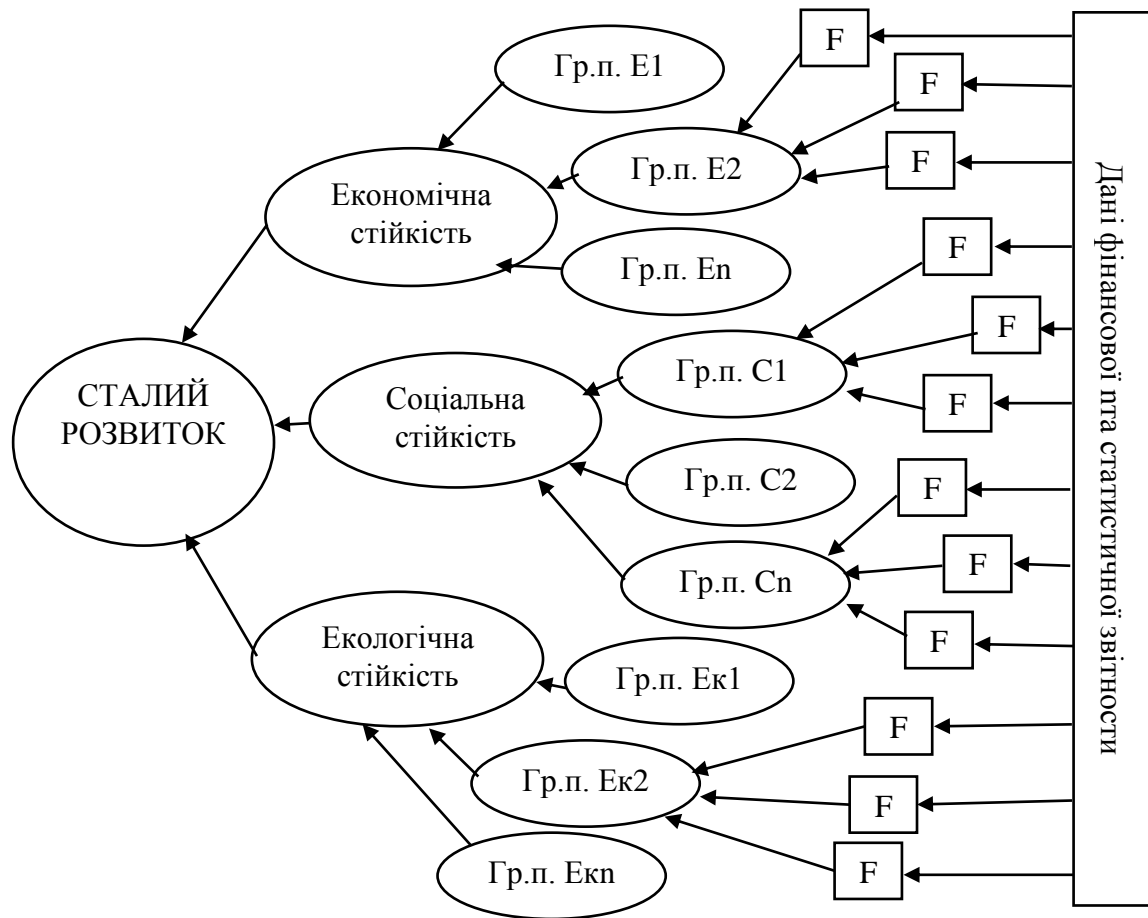 Гр.п. Е1
F
F
Гр.п. Е2
F
Економічна
стійкість
Гр.п. Еn
F
F
Гр.п. С1
F
СТАЛИЙ
РОЗВИТОК
Соціальна
стійкість
Гр.п. С2
F
F
Гр.п. Сn
F
Екологічна
стійкість
Гр.п. Ек1
F
Гр.п. Ек2
F
Гр.п. Екn
F
Дані фінансової nта статистичної звітности